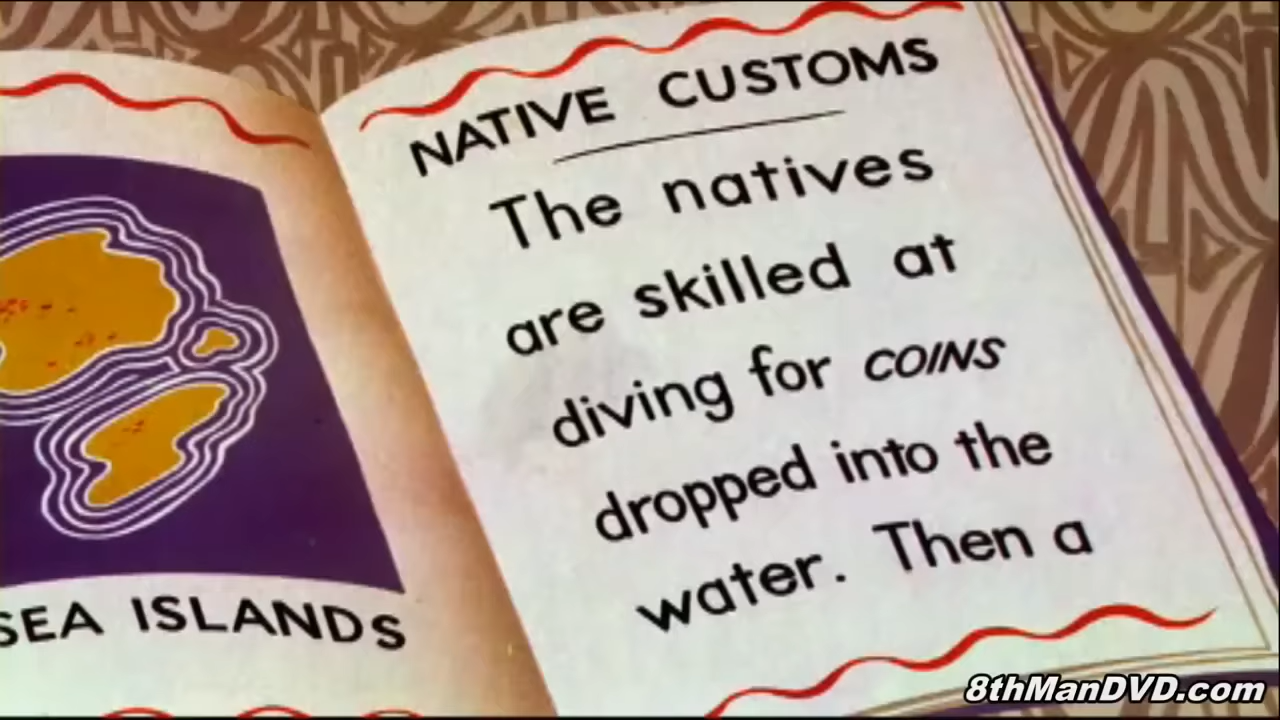 SEA ISLANDS
NATIVE CUSTOMS
The natives
are skilled at
diving for COINS
dropped into the
water. Then a
8thManDVD.com